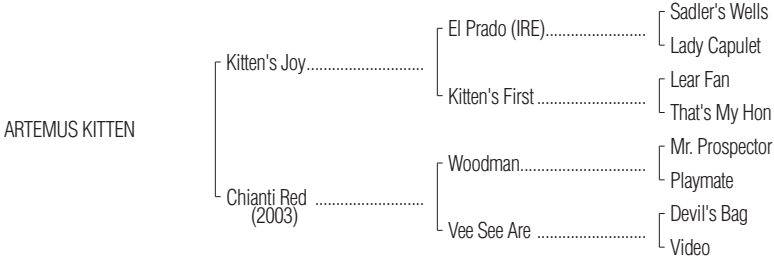 Sadler's Wells
El Prado (IRE)
Lady Capulet
Kitten's Joy
Lear Fan
Kitten's First
That's My Hon
ARTEMUS KITTEN
Mr. Prospector
Woodman
Playmate
Chianti Red
(2003)
Devil's Bag
Vee See Are
Video